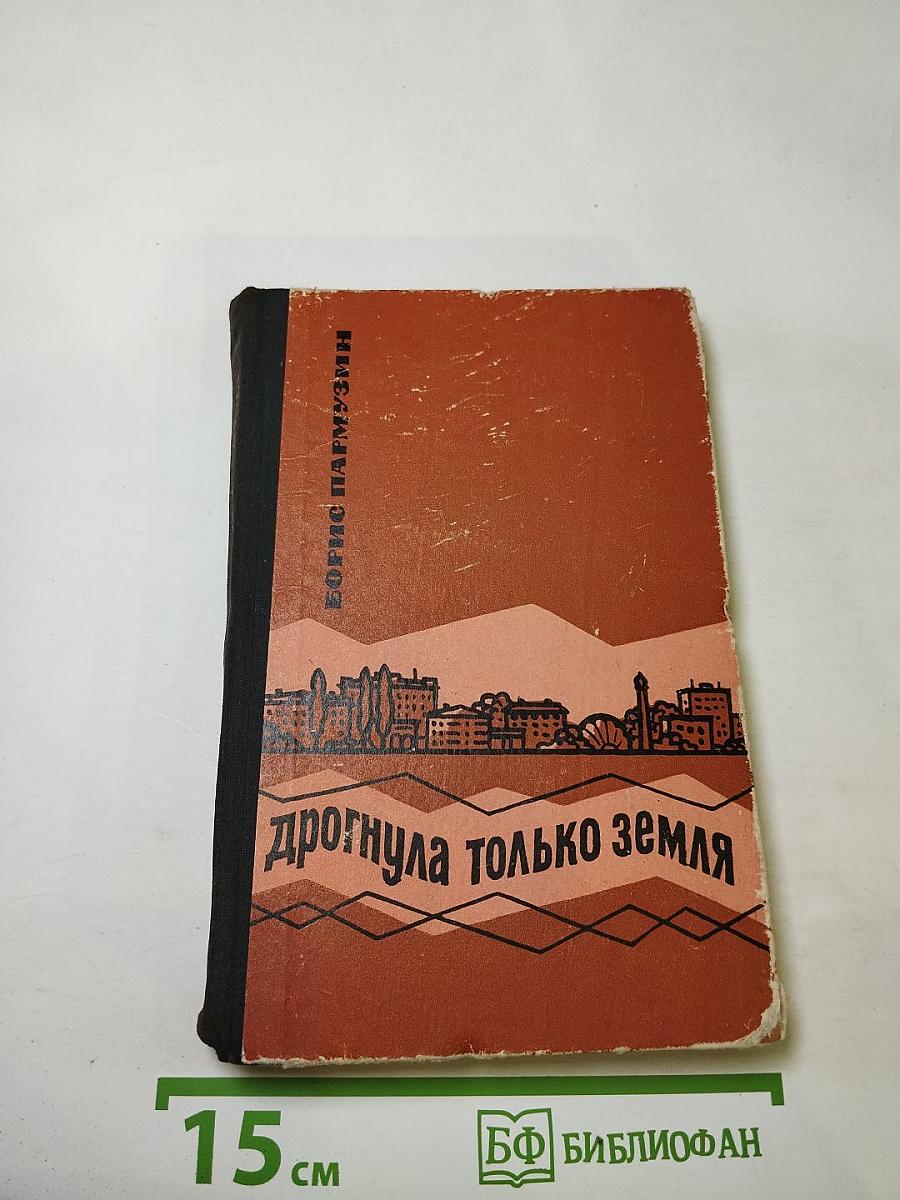 БОРИС ПАРМУЗИН
дрогнула только земля
15 см
БФ БИБЛИОФАН